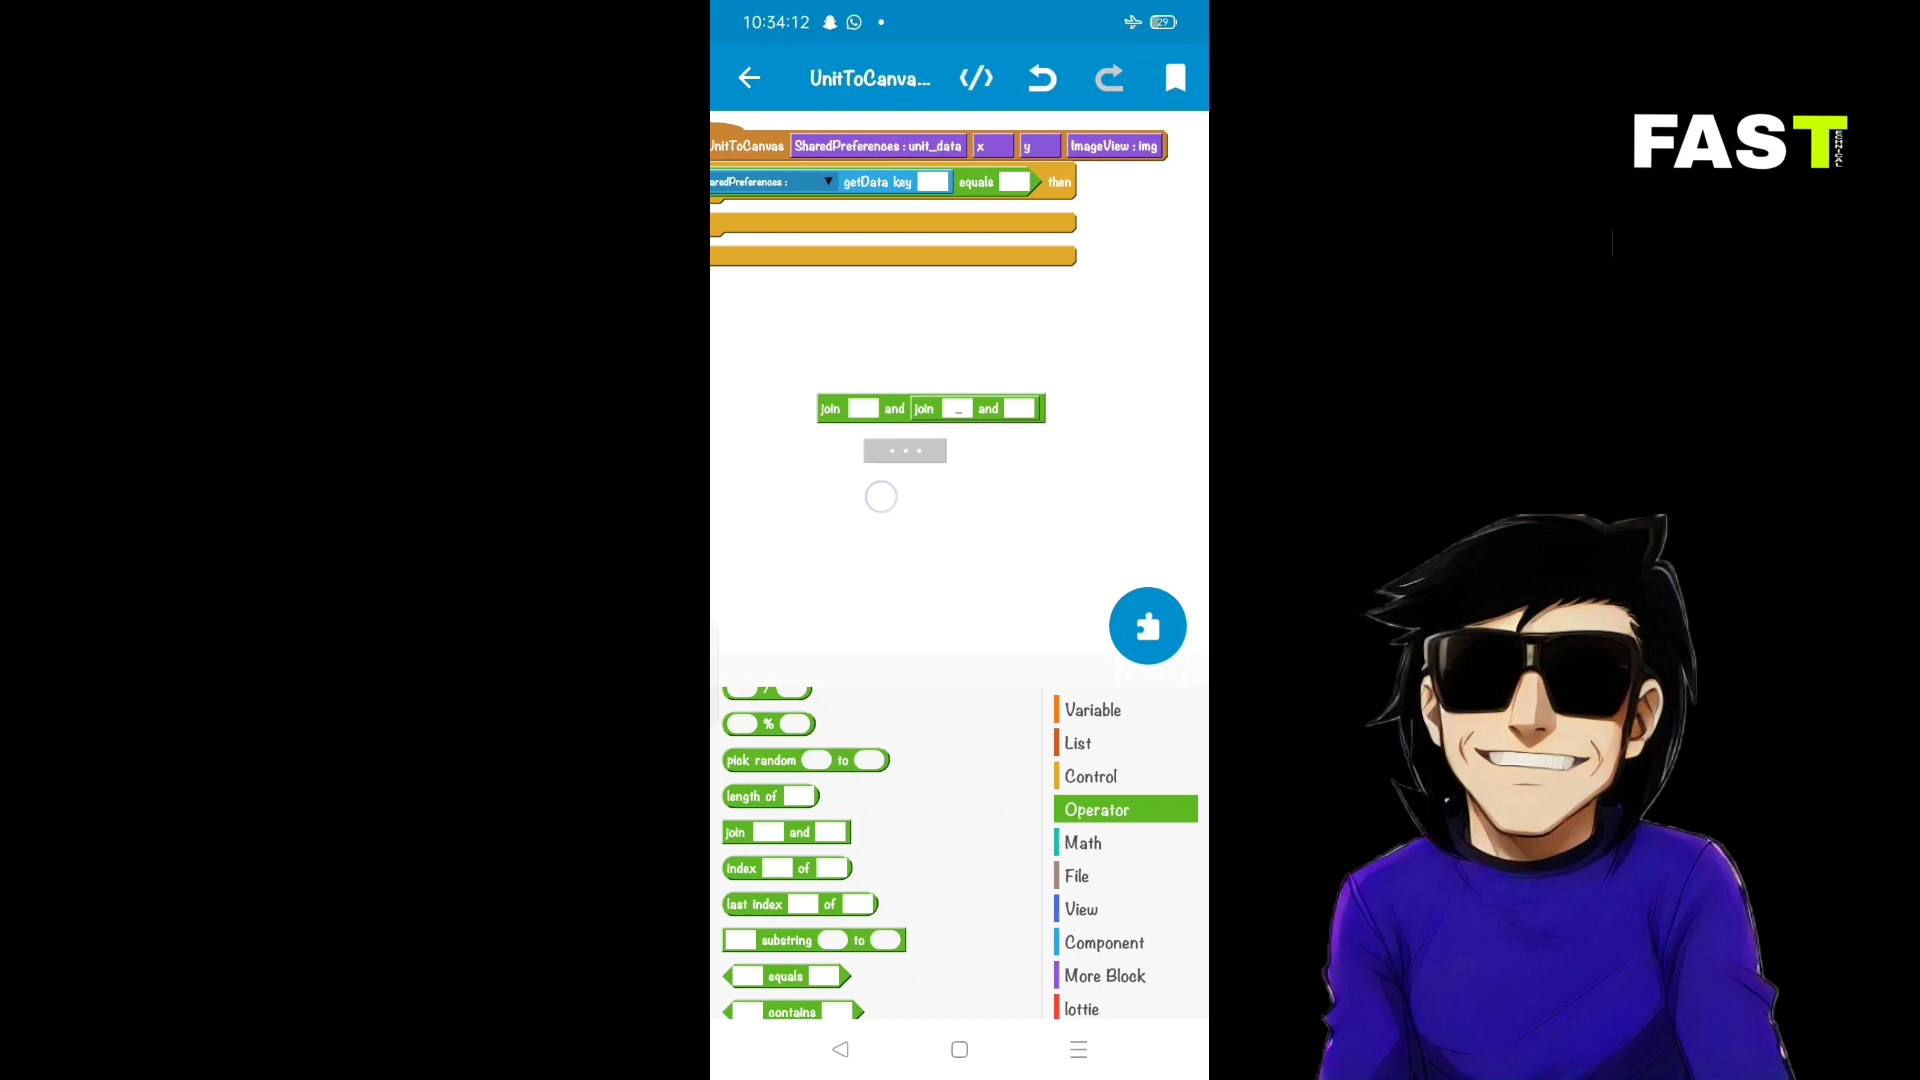 10:34:12
29
UnitToCanva...
UnitToCanvas SharedPreferences : unit_data x y ImageView : img
aredPreferences : getData key equals then
join and join _ and
/
%
pick random to
length of
join and
index of
last index of
substring to
equals
contains
Variable
List
Control
Operator
Math
File
View
Component
More Block
lottie
FAST